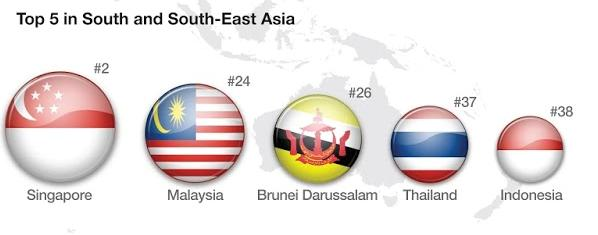 Top 5 in South and South-East Asia
#2
#24
#26
#37
#38
Singapore
Malaysia
Brunei Darussalam
Thailand
Indonesia